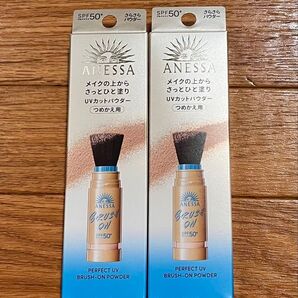 SPF50+
さらさら
パウダー
ANESSA
メイクの上から
さっとひと塗り
UVカットパウダー
つめかえ用
ANESSA
BRUSH
ON
SPF50+
PERFECT UV
BRUSH-ON POWDER
SPF50+
さらさら
パウダー
ANESSA
メイクの上から
さっとひと塗り
UVカットパウダー
つめかえ用
ANESSA
BRUSH
ON
SPF50+
PERFECT UV
BRUSH-ON POWDER